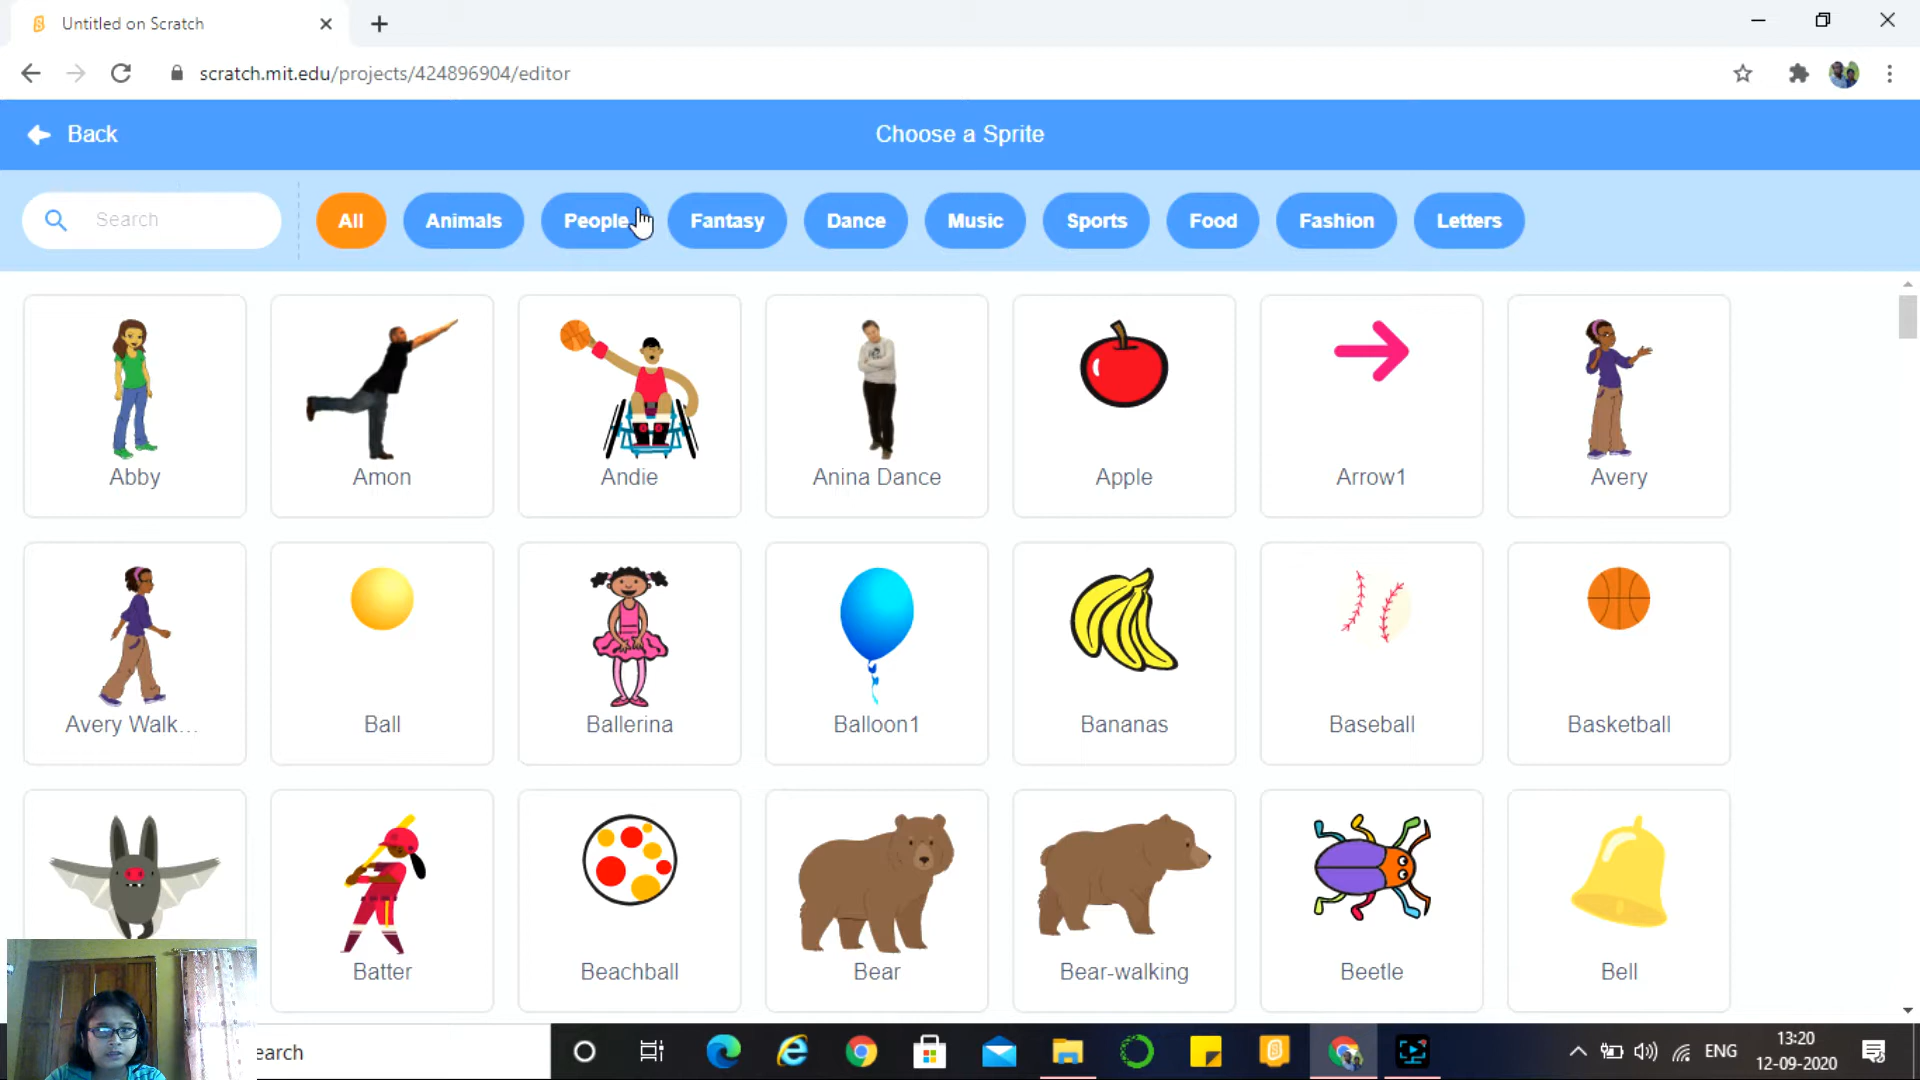 Untitled on Scratch
scratch.mit.edu/projects/424896904/editor
Back
Choose a Sprite
Search
All
Animals
People
Fantasy
Dance
Music
Sports
Food
Fashion
Letters
Abby
Amon
Andie
Anina Dance
Apple
Arrow1
Avery
Avery Walk...
Ball
Ballerina
Balloon1
Bananas
Baseball
Basketball
Batter
Beachball
Bear
Bear-walking
Beetle
Bell
earch
ENG
13:20
12-09-2020